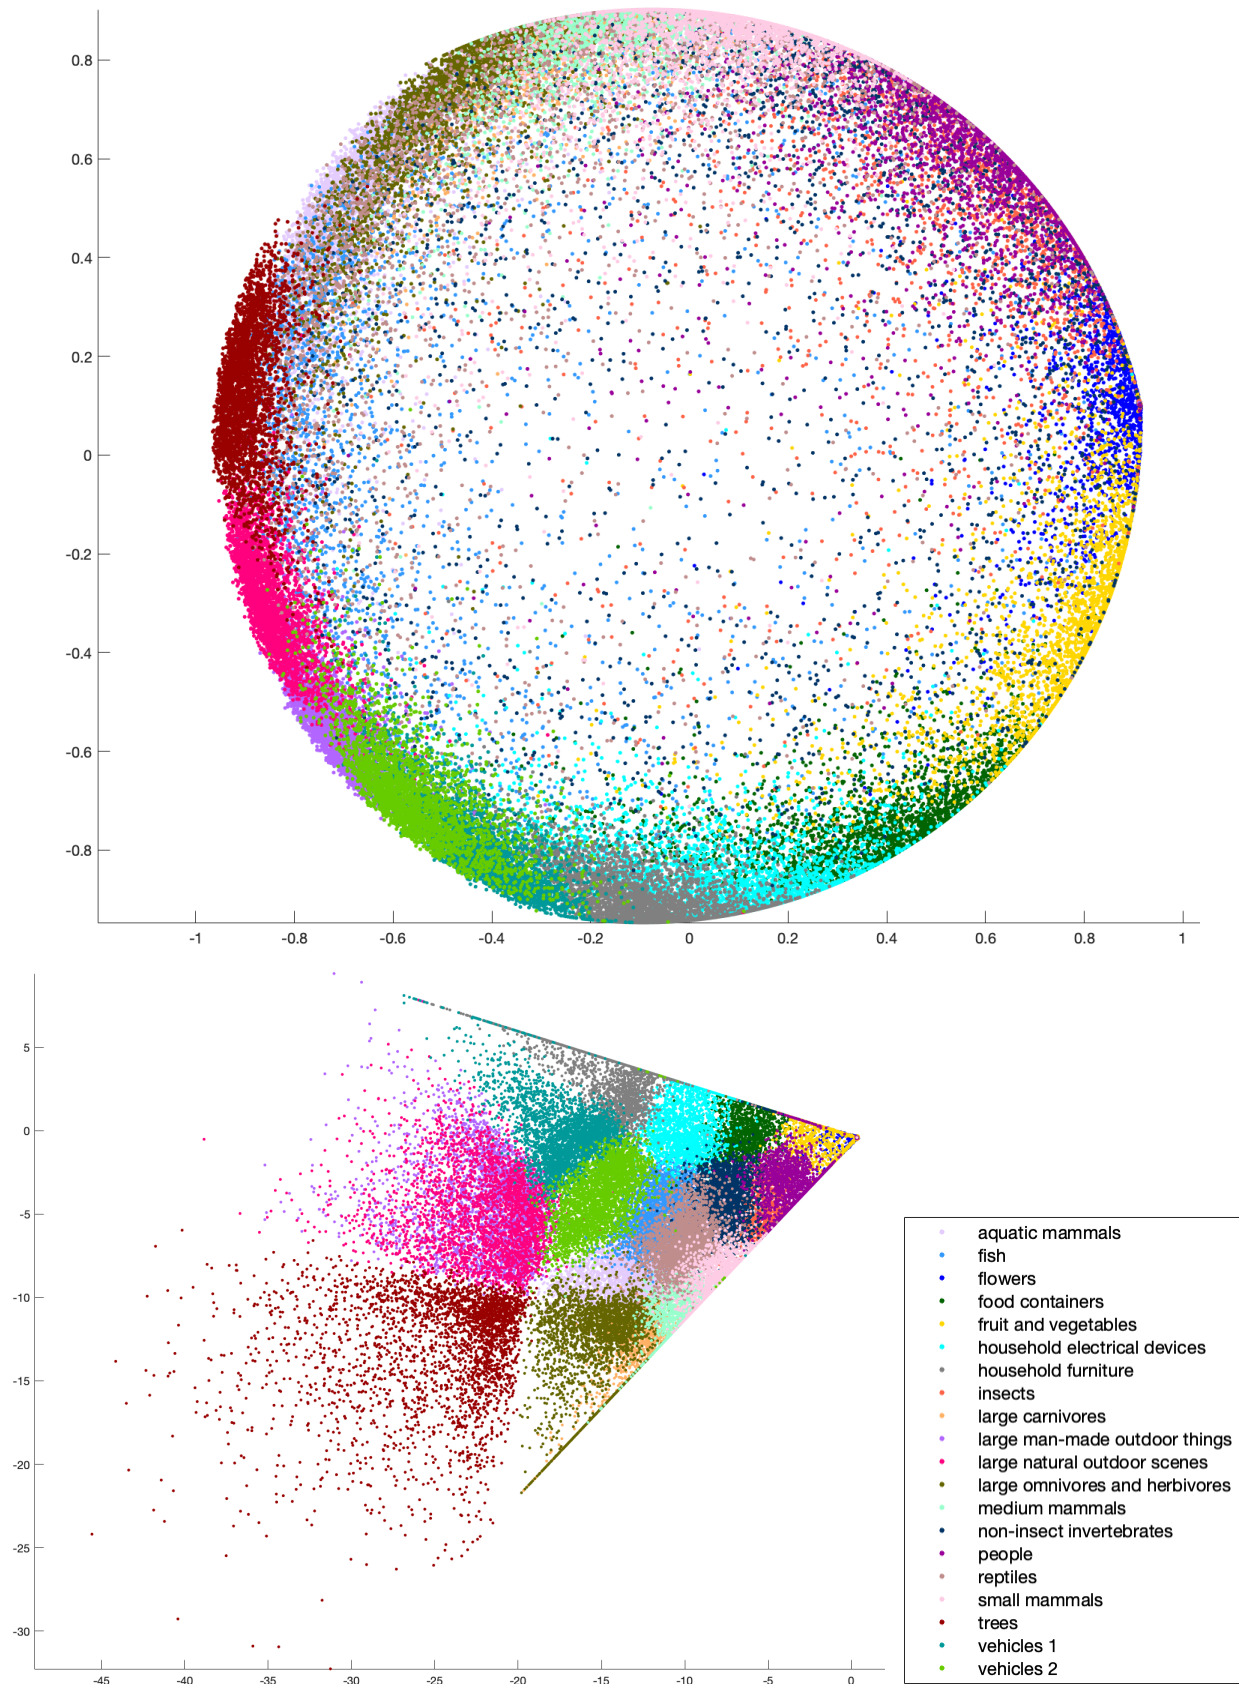 0.8
0.6
0.4
0.2
0
-0.2
-0.4
-0.6
-0.8
-1 -0.8 -0.6 -0.4 -0.2 0 0.2 0.4 0.6 0.8 1
5
0
-5
-10
-15
-20
-25
-30
-45 -40 -35 -30 -25 -20 -15 -10 -5 0
aquatic mammals
fish
flowers
food containers
fruit and vegetables
household electrical devices
household furniture
insects
large carnivores
large man-made outdoor things
large natural outdoor scenes
large omnivores and herbivores
medium mammals
non-insect invertebrates
people
reptiles
small mammals
trees
vehicles 1
vehicles 2